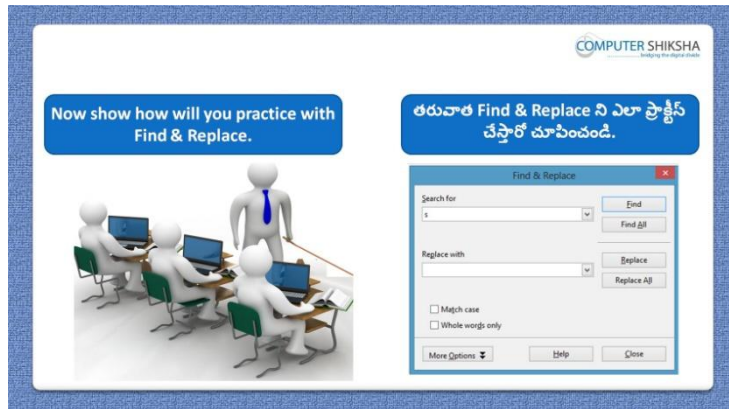 COMPUTER SHIKSHA
bridging the digital divide
Now show how will you practice with
Find & Replace.
తరువాత Find & Replace ని ఎలా ప్రాక్టీస్
చేస్తారో చూపించండి.
Find & Replace
Search for
s
Find
Find All
Replace with
Replace
Replace All
Match case
Whole words only
More Options
Help
Close